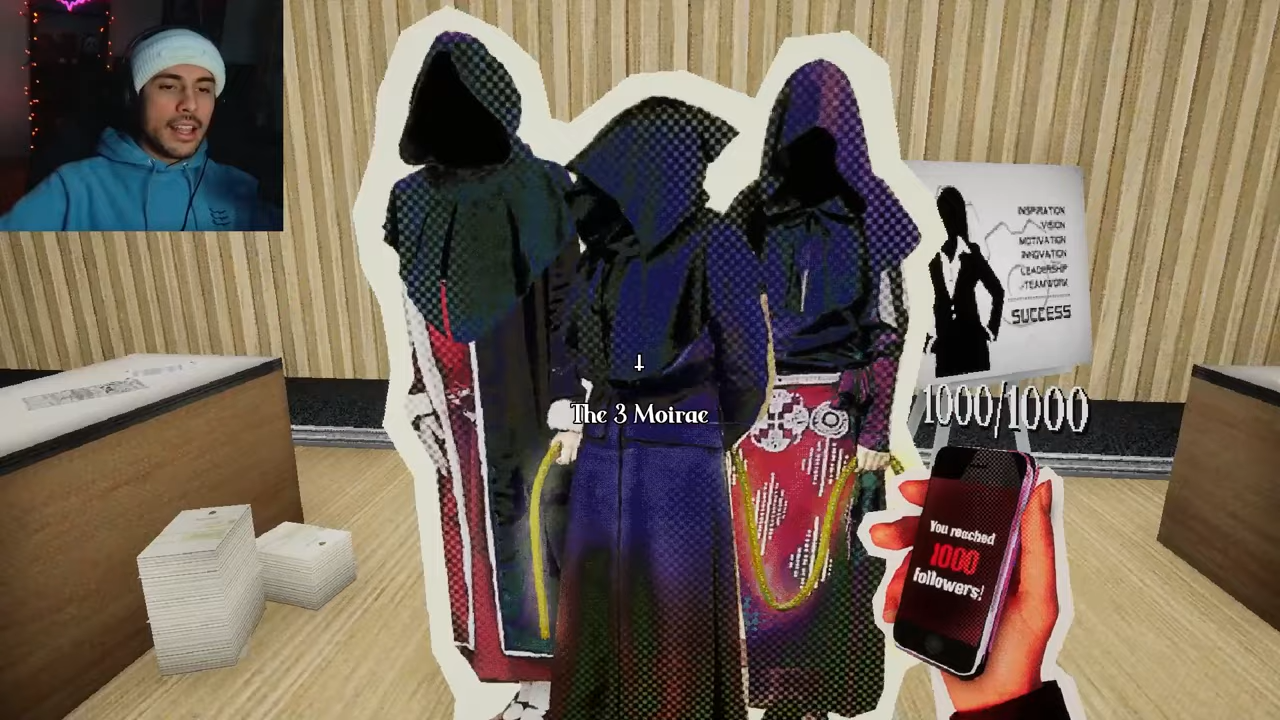 INSPIRATION
VISION
MOTIVATION
INNOVATION
LEADERSHIP
TEAMWORK
SUCCESS
The 3 Moirae
1000/1000
You reached
1000
followers!